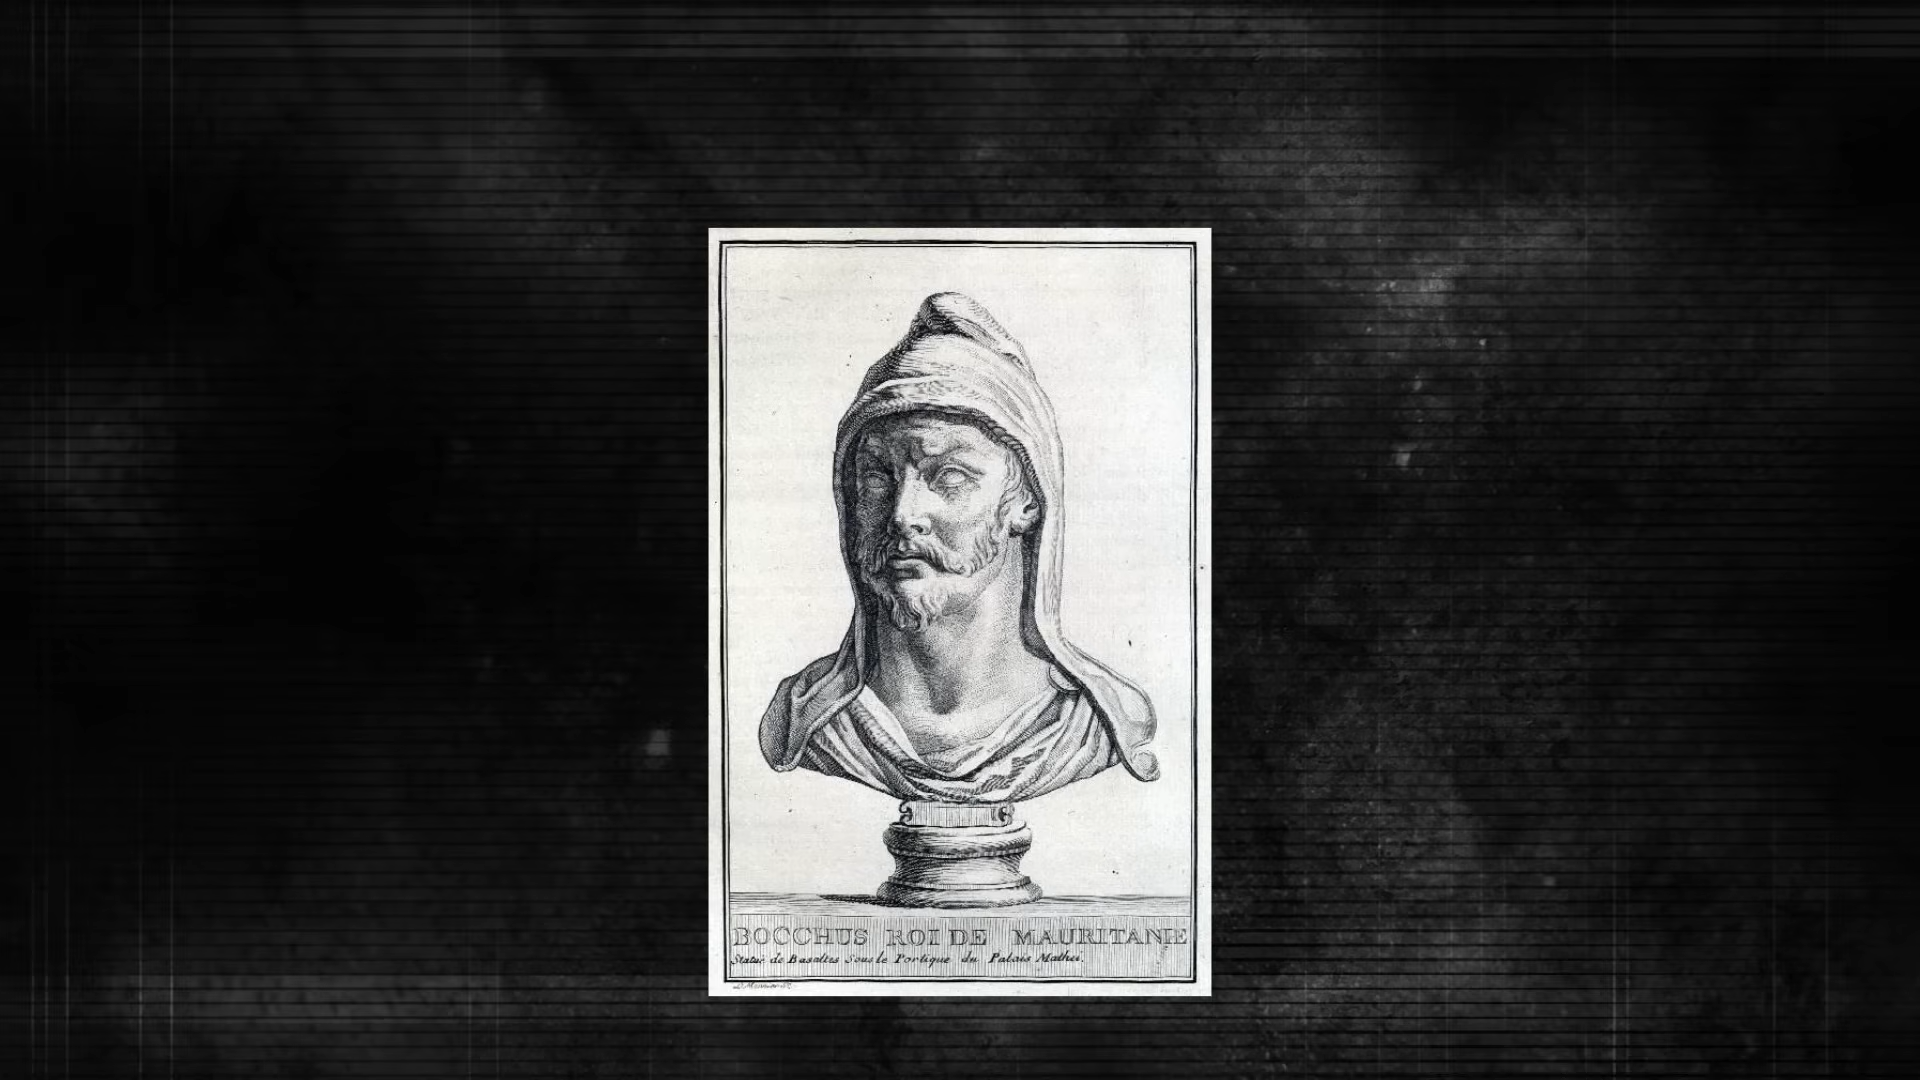 BOCCHUS ROI DE MAURITANIE
Statue de Basaltes Sous le Portique du Palais Mathei.